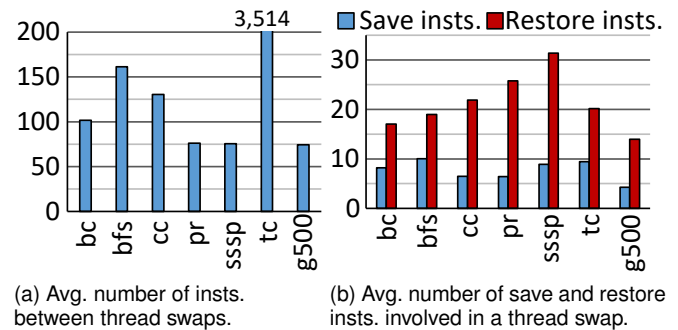 3,514
200
150
100
50
0
bc bfs cc pr sssp tc g500
(a) Avg. number of insts.
between thread swaps.
Save insts. Restore insts.
30
20
10
0
bc bfs cc pr sssp tc g500
(b) Avg. number of save and restore
insts. involved in a thread swap.